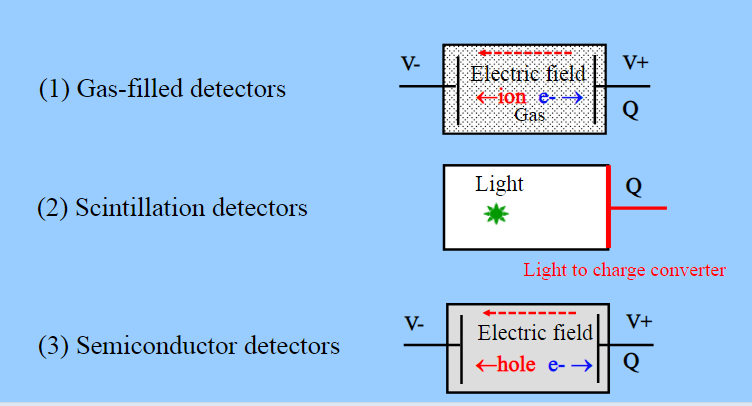 (1) Gas-filled detectors
V-
Electric field
←ion e- →
Gas
V+
Q
(2) Scintillation detectors
Light
Q
Light to charge converter
(3) Semiconductor detectors
V-
Electric field
←hole e- →
V+
Q